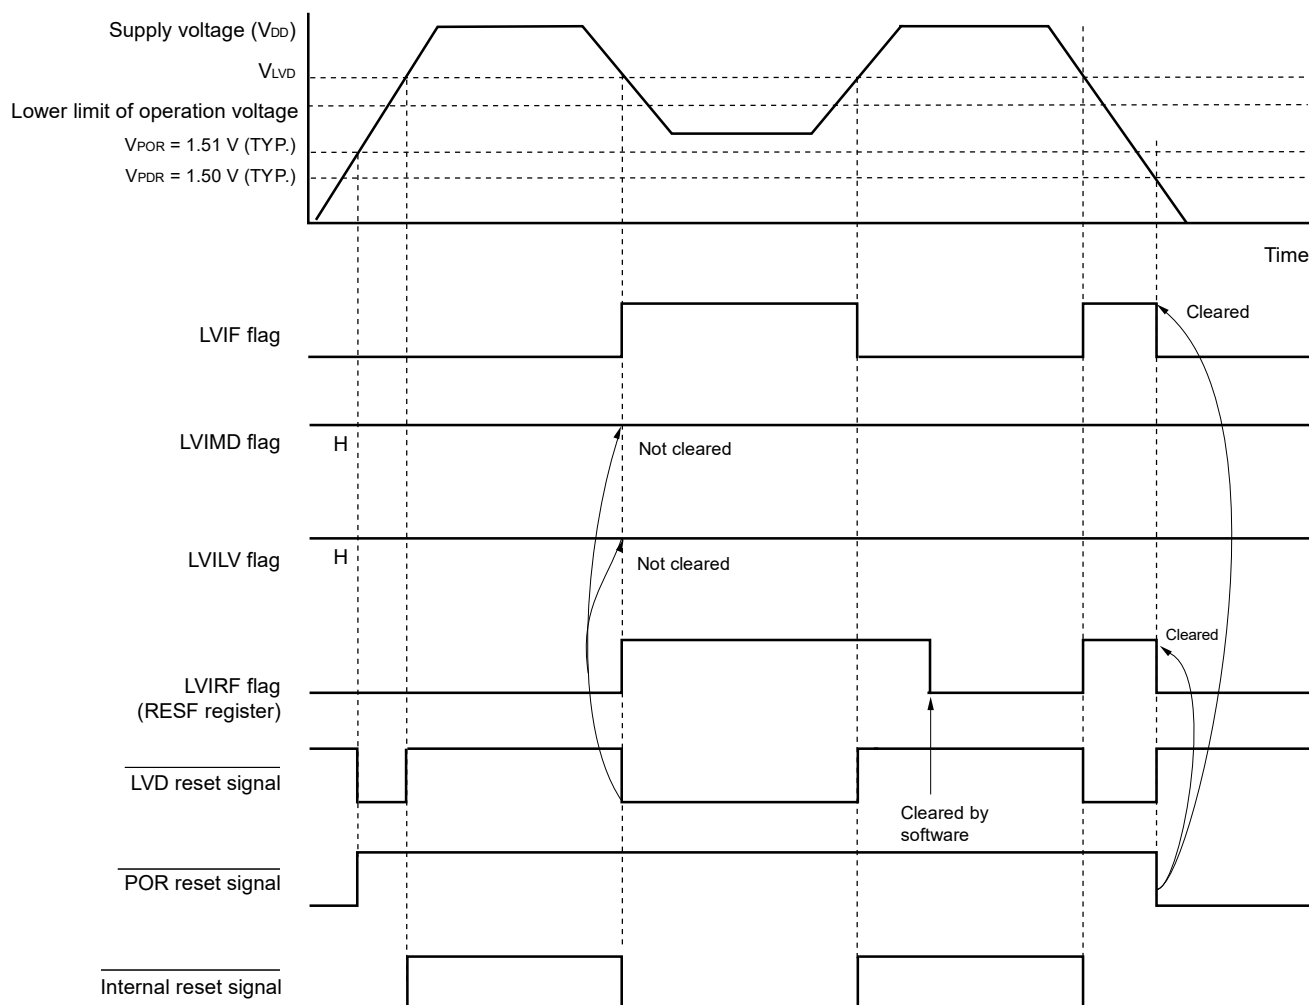 Supply voltage (VDD)
VLVD
Lower limit of operation voltage
VPOR = 1.51 V (TYP.)
VPDR = 1.50 V (TYP.)
Time
LVIF flag
Cleared
LVIMD flag
H
Not cleared
LVILV flag
H
Not cleared
Cleared
LVIRF flag
(RESF register)
LVD reset signal
Cleared by
software
POR reset signal
Internal reset signal